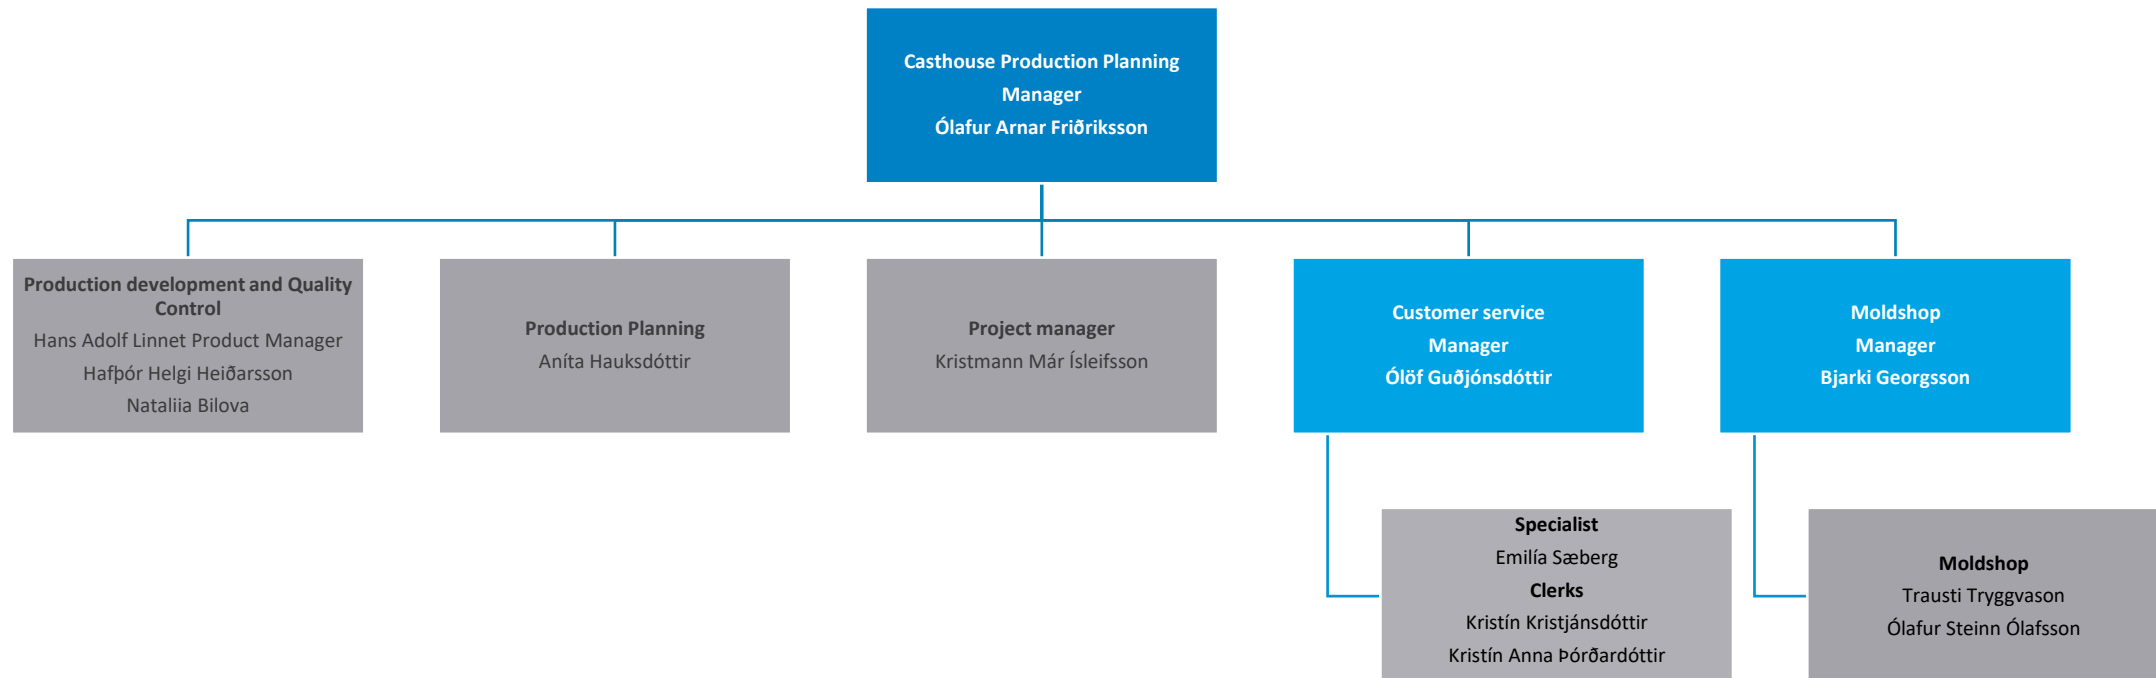 Casthouse Production Planning
Manager
Ólafur Arnar Friðriksson
Production development and Quality
Control
Hans Adolf Linnet Product Manager
Hafþór Helgi Heiðarsson
Nataliia Bilova
Production Planning
Aníta Hauksdóttir
Project manager
Kristmann Már Ísleifsson
Customer service
Manager
Ólöf Guðjónsdóttir
Moldshop
Manager
Bjarki Georgsson
Specialist
Emilía Sæberg
Clerks
Kristín Kristjánsdóttir
Kristín Anna Þórðardóttir
Moldshop
Trausti Tryggvason
Ólafur Steinn Ólafsson